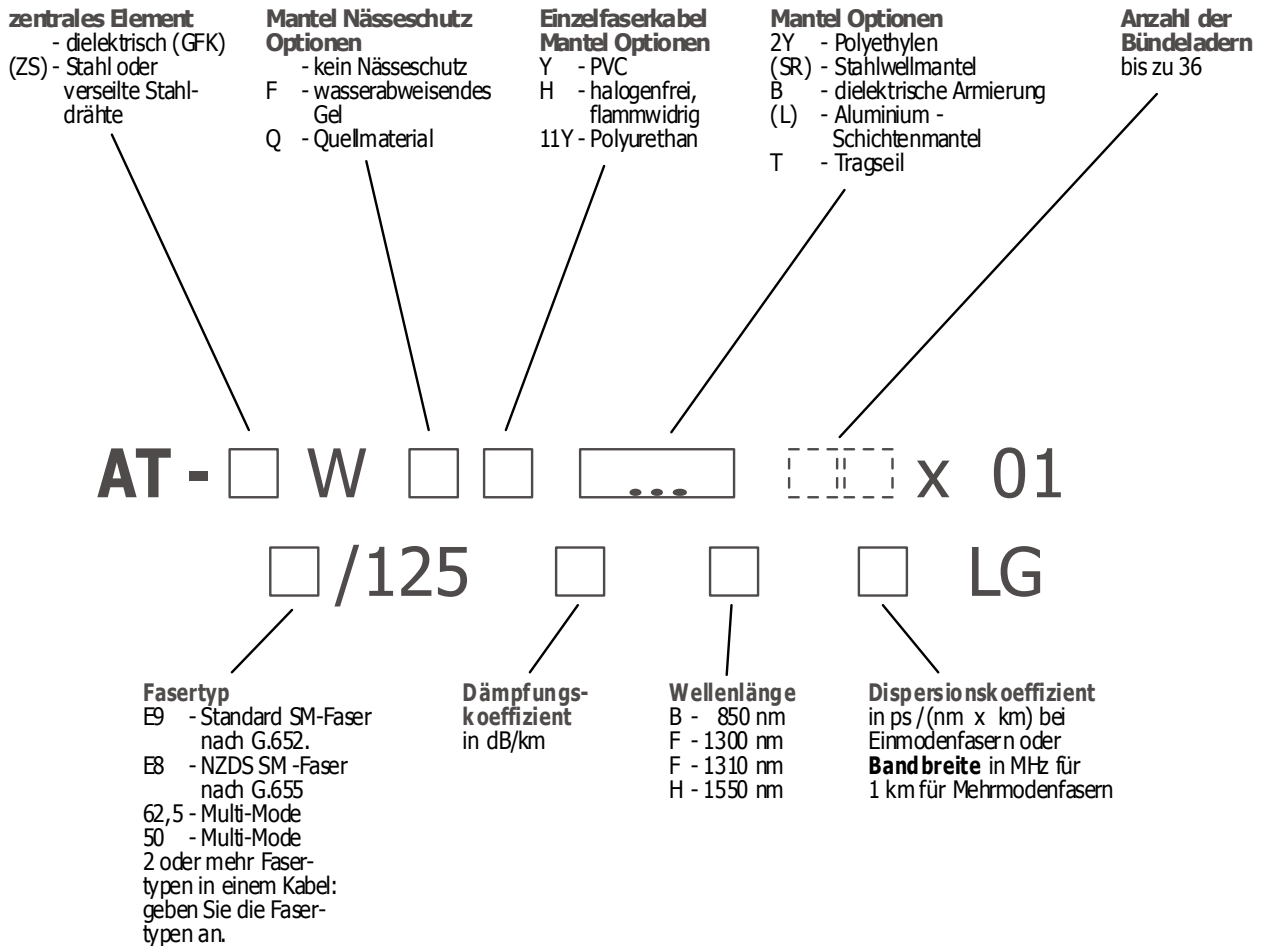 zentrales Element
- dielektrisch (GFK)
(ZS) - Stahl oder
verseilte Stahl-
drähte
Mantel Nässeschutz
Optionen
- kein Nässeschutz
F - wasserabweisendes
Gel
Q - Quellmaterial
Einzelfaserkabel
Mantel Optionen
Y - PVC
H - halogenfrei,
flammwidrig
11Y - Polyurethan
Mantel Optionen
2Y - Polyethylen
(SR) - Stahlwellmantel
B - dielektrische Armierung
(L) - Aluminium -
Schichtenmantel
T - Tragseil
Anzahl der
Bündeladern
bis zu 36
AT - W ... x 01
/125 LG
Fasertyp
E9 - Standard SM-Faser
nach G.652.
E8 - NZDS SM -Faser
nach G.655
62,5 - Multi-Mode
50 - Multi-Mode
2 oder mehr Faser-
typen in einem Kabel:
geben Sie die Faser-
typen an.
Dämpfungs-
koeffizient
in dB/km
Wellenlänge
B - 850 nm
F - 1300 nm
F - 1310 nm
H - 1550 nm
Dispersionskoeffizient
in ps /(nm x km) bei
Einmodenfasern oder
Bandbreite in MHz für
1 km für Mehrmodenfasern